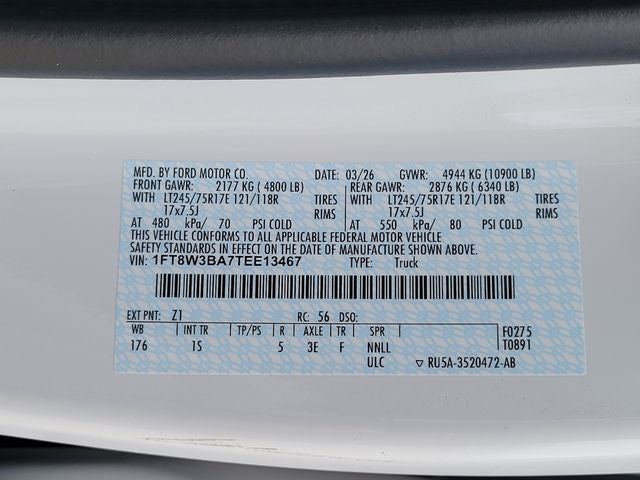 MFD. BY FORD MOTOR CO. DATE: 03/26 GVWR: 4944 KG (10900 LB)
FRONT GAWR: 2177 KG ( 4800 LB) REAR GAWR: 2876 KG ( 6340 LB)
WITH LT245/75R17E 121/118R TIRES WITH LT245/75R17E 121/118R TIRES
17x7.5J RIMS 17x7.5J RIMS
AT 480 kPa/ 70 PSI COLD AT 550 kPa/ 80 PSI COLD
THIS VEHICLE CONFORMS TO ALL APPLICABLE FEDERAL MOTOR VEHICLE
SAFETY STANDARDS IN EFFECT ON THE DATE OF MANUFACTURE SHOWN ABOVE.
VIN: 1FT8W3BA7TEE13467 TYPE: Truck
EXT PNT: Z1 RC: 56 DSO: F0275
WB INT TR TP/PS R AXLE TR SPR T0891
176 1S 5 3E F NNLL
ULC ▽ RU5A-3520472-AB